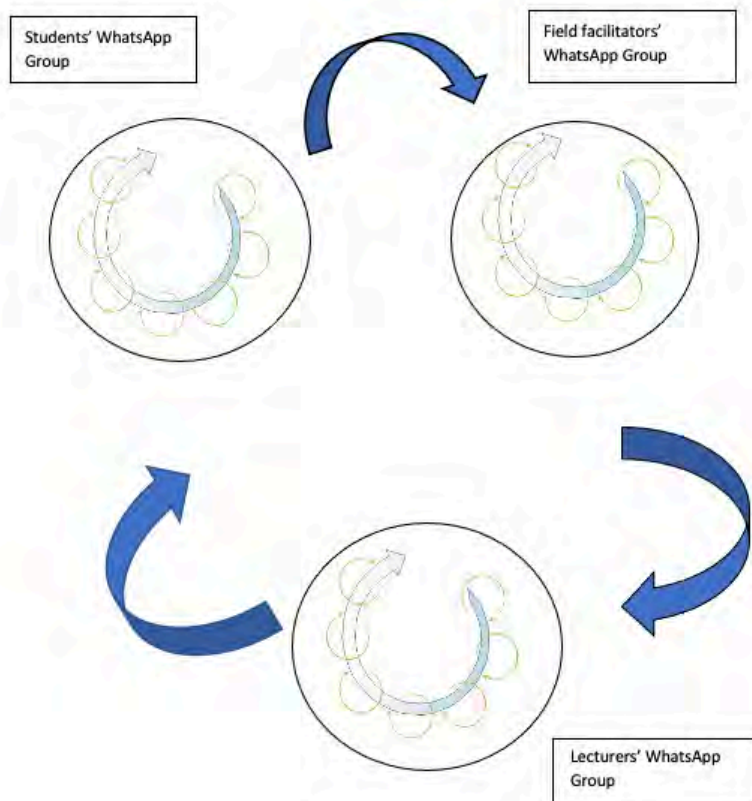 Students’ WhatsApp
Group
Field facilitators’
WhatsApp Group
Lecturers’ WhatsApp
Group